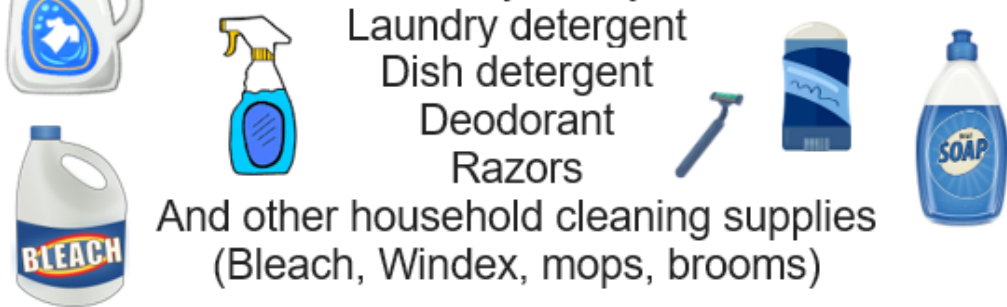 Laundry detergent
Dish detergent
Deodorant
Razors
SOAP
And other household cleaning supplies
BLEACH
(Bleach, Windex, mops, brooms)